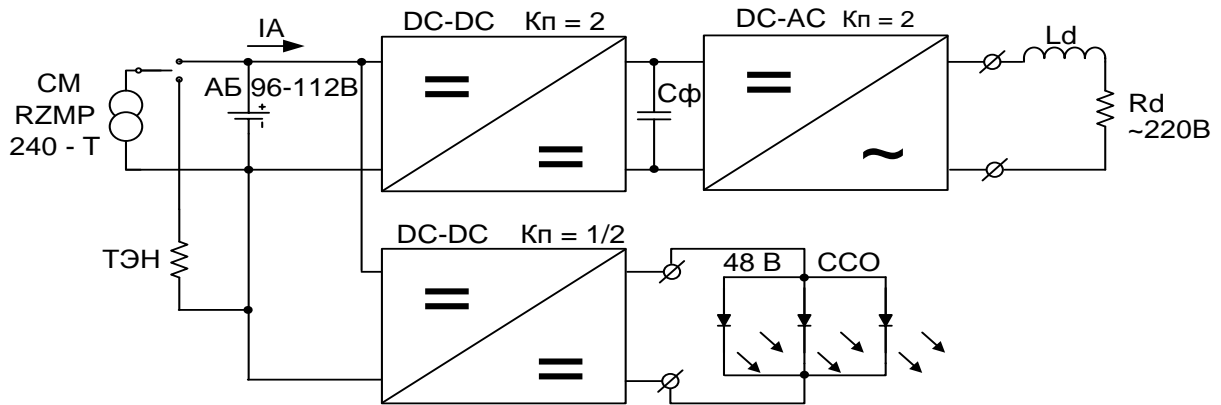 DC-DC Кп = 2
DC-AC Кп = 2
IA
Ld
СМ
RZMP
240 - Т
АБ 96-112В
+
-
Сф
Rd
~220В
=
=
=
~
ТЭН
DC-DC Кп = 1/2
48 В ССО
=
=